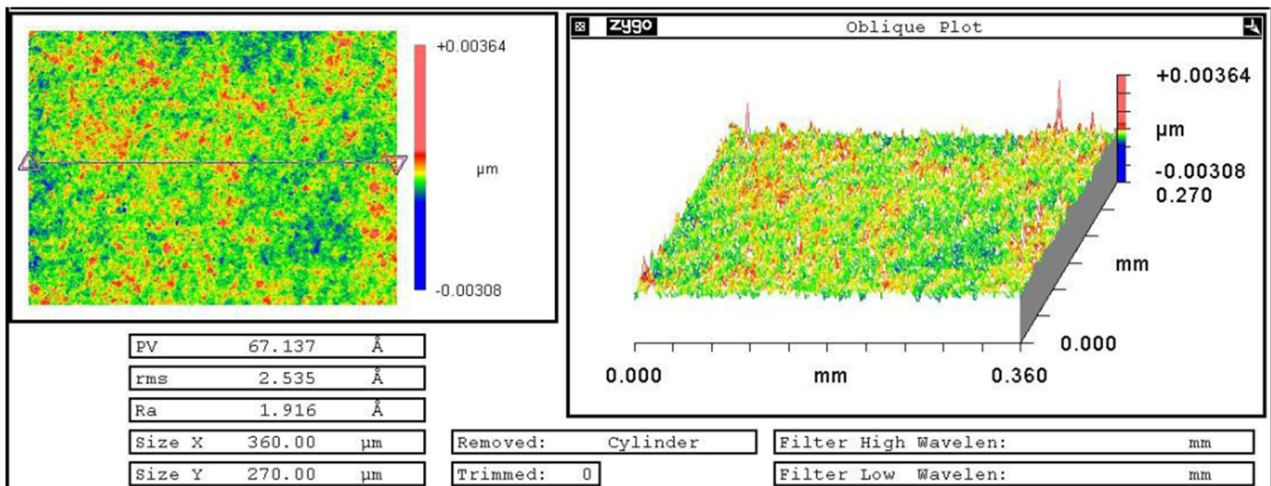 +0.00364
µm
-0.00308
zygo
Oblique Plot
+0.00364
µm
-0.00308
0.270
mm
0.000
0.000 mm 0.360
PV 67.137 Å
rms 2.535 Å
Ra 1.916 Å
Size X 360.00 µm
Size Y 270.00 µm
Removed: Cylinder
Trimmed: 0
Filter High Wavelen: mm
Filter Low Wavelen: mm